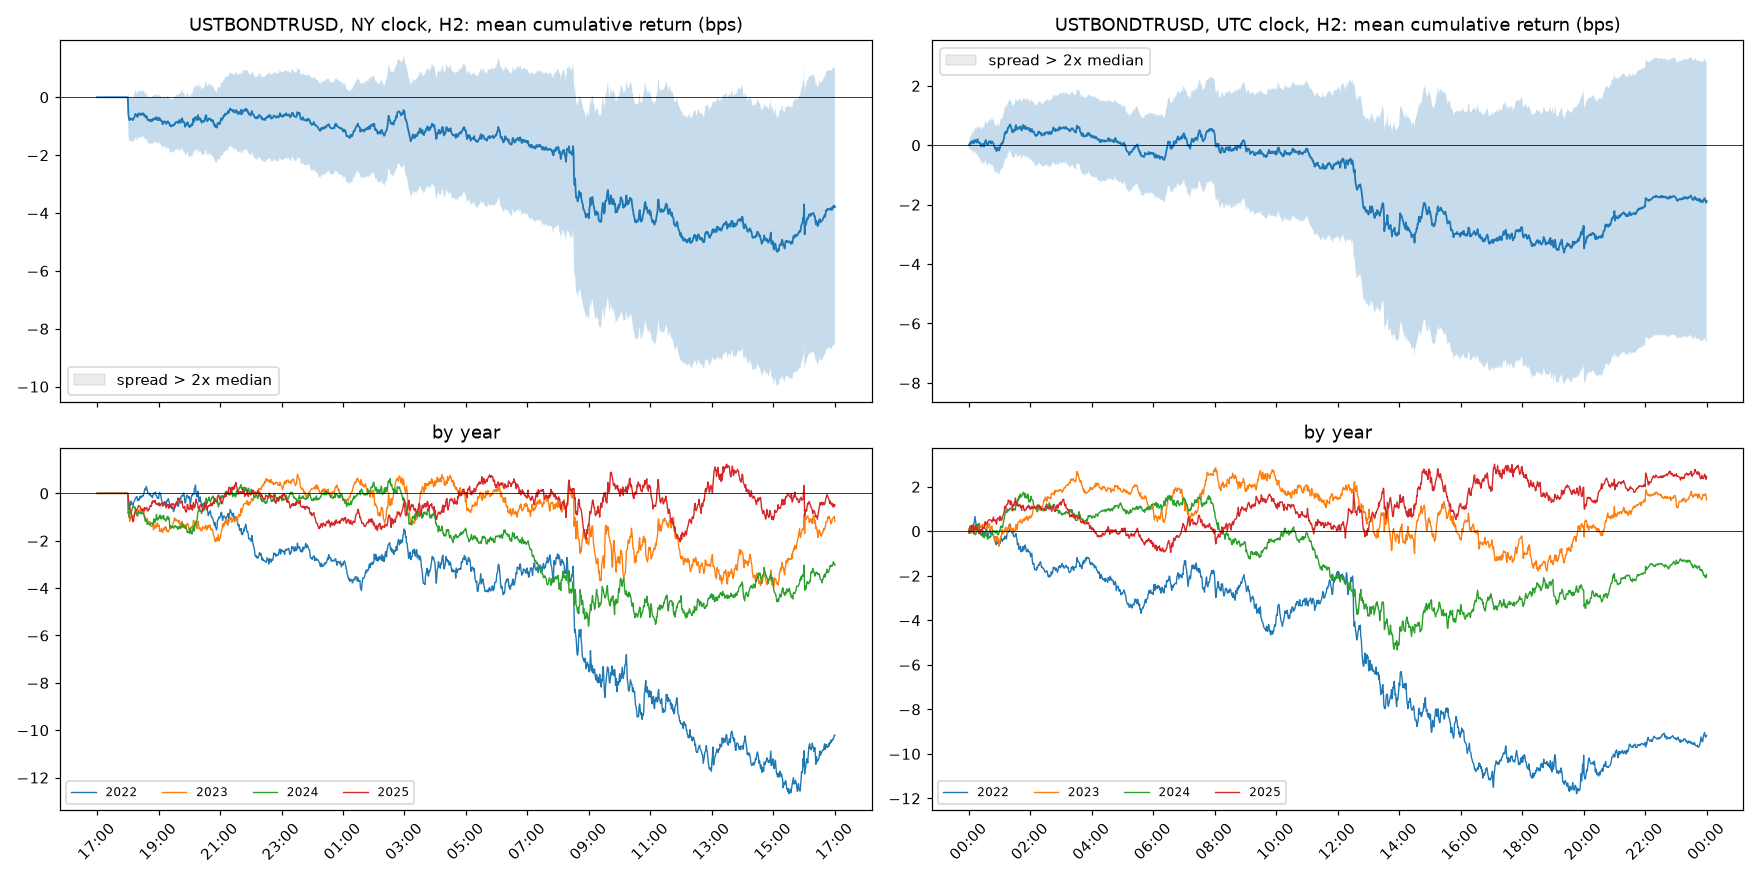 USTBONDTRUSD, NY clock, H2: mean cumulative return (bps)
0
−2
−4
−6
−8
−10
spread > 2x median
USTBONDTRUSD, UTC clock, H2: mean cumulative return (bps)
spread > 2x median
2
0
−2
−4
−6
−8
by year
0
−2
−4
−6
−8
−10
−12
2022 2023 2024 2025
17:00 19:00 21:00 23:00 01:00 03:00 05:00 07:00 09:00 11:00 13:00 15:00 17:00
by year
2
0
−2
−4
−6
−8
−10
−12
2022 2023 2024 2025
00:00 02:00 04:00 06:00 08:00 10:00 12:00 14:00 16:00 18:00 20:00 22:00 00:00